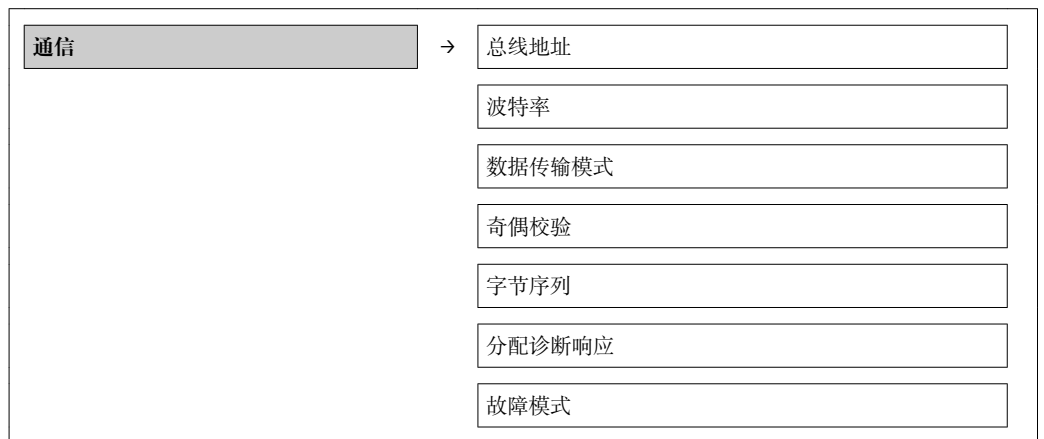 通信 → 总线地址
波特率
数据传输模式
奇偶校验
字节序列
分配诊断响应
故障模式